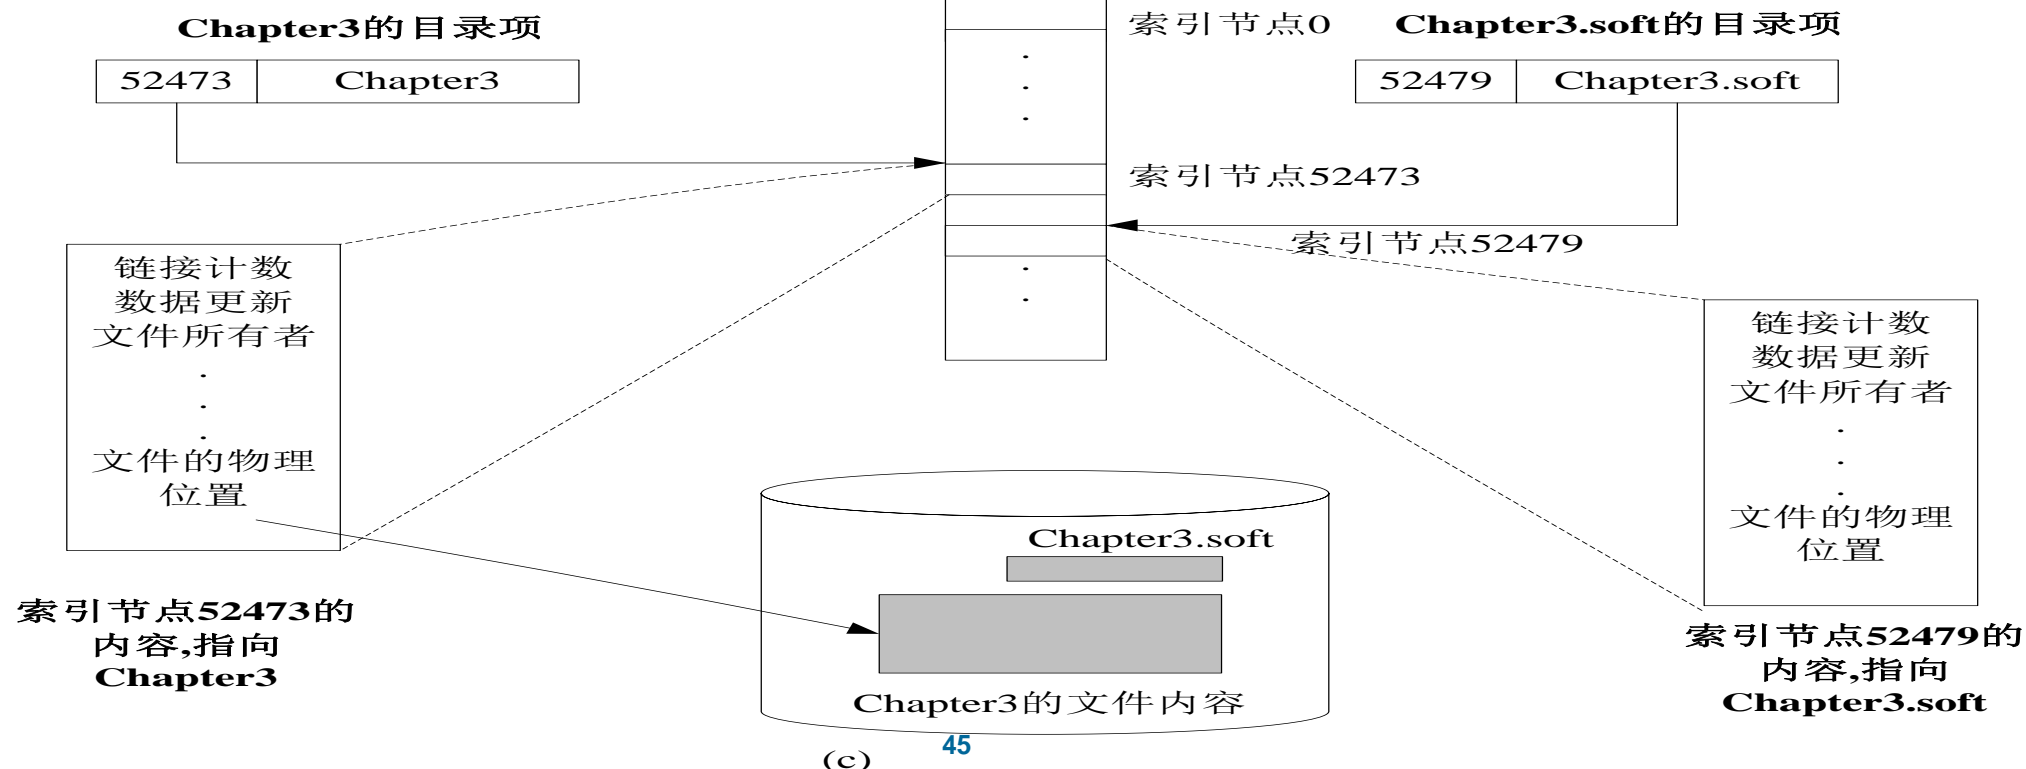 Chapter3的目录项
52473 Chapter3
索引节点0
Chapter3.soft的目录项
52479 Chapter3.soft
索引节点52473
索引节点52479
链接计数
数据更新
文件所有者
文件的物理
位置
索引节点52473的
内容,指向
Chapter3
Chapter3.soft
Chapter3的文件内容
链接计数
数据更新
文件所有者
文件的物理
位置
索引节点52479的
内容,指向
Chapter3.soft
45
(c)